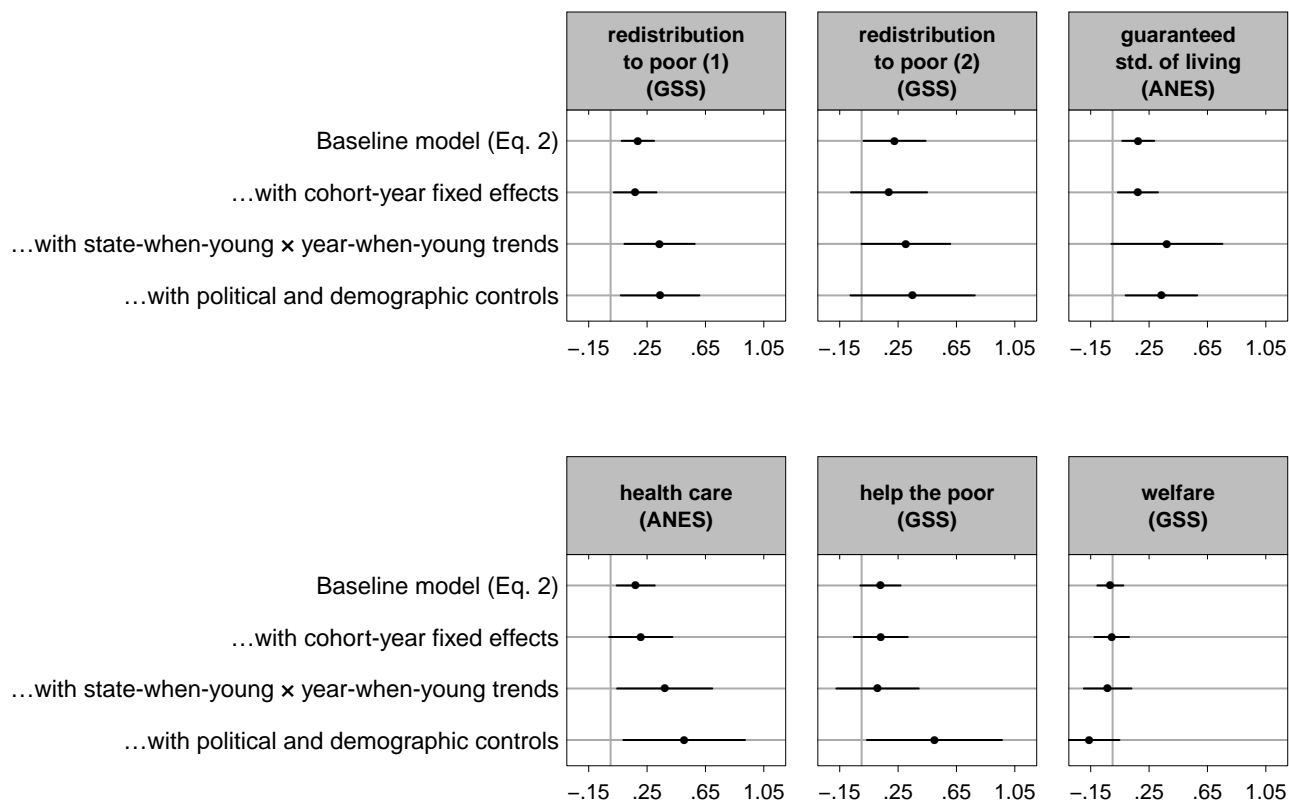 redistribution
to poor (1)
(GSS)
redistribution
to poor (2)
(GSS)
guaranteed
std. of living
(ANES)
Baseline model (Eq. 2)
…with cohort-year fixed effects
…with state-when-young × year-when-young trends
…with political and demographic controls
−.15 .25 .65 1.05
−.15 .25 .65 1.05
−.15 .25 .65 1.05
health care
(ANES)
help the poor
(GSS)
welfare
(GSS)
Baseline model (Eq. 2)
…with cohort-year fixed effects
…with state-when-young × year-when-young trends
…with political and demographic controls
−.15 .25 .65 1.05
−.15 .25 .65 1.05
−.15 .25 .65 1.05